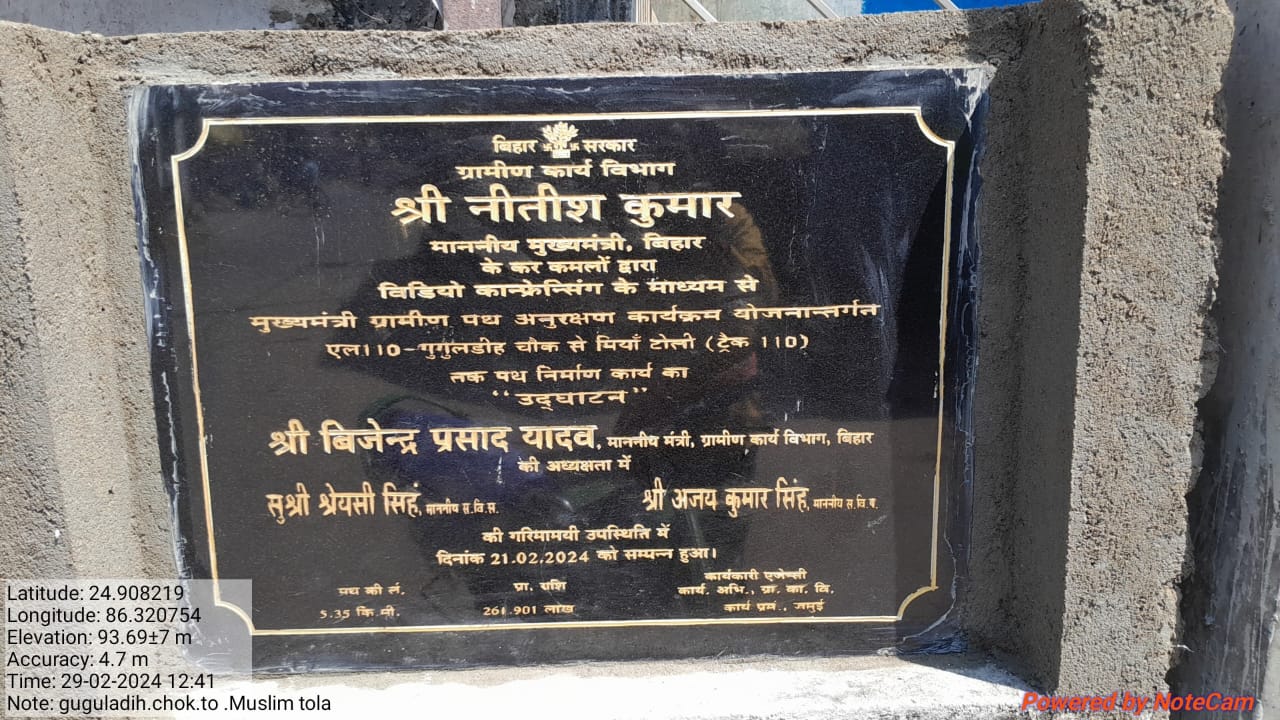 बिहार सरकार
ग्रामीण कार्य विभाग
श्री नीतीश कुमार
माननीय मुख्यमंत्री, बिहार
के कर कमलों द्वारा
विडियो कान्फ्रेन्सिंग के माध्यम से
मुख्यमंत्री ग्रामीण पथ अनुरक्षण कार्यक्रम योजनान्तर्गत
एल110-गुगुलडीह चौक से मियाँ टोली (ट्रैक 110)
तक पथ निर्माण कार्य का
"उद्घाटन"
श्री बिजेन्द्र प्रसाद यादव, माननीय मंत्री, ग्रामीण कार्य विभाग, बिहार
की अध्यक्षता में
सुश्री श्रेयसी सिहं, माननीय स.वि.स. श्री अजय कुमार सिंह, माननीय स.वि.प.
की गरिमामयी उपस्थिति में
दिनांक 21.02.2024 को सम्पन्न हुआ।
पथ की लं. प्रा. राशि कार्यकारी एजेन्सी
कार्य. अभि., ग्रा. का. वि.
5.35 कि.मी. 261.901 लाख कार्य प्रमं., जमुई
Latitude: 24.908219
Longitude: 86.320754
Elevation: 93.69±7 m
Accuracy: 4.7 m
Time: 29-02-2024 12:41
Note: guguladih.chok.to .Muslim tola
Powered by NoteCam